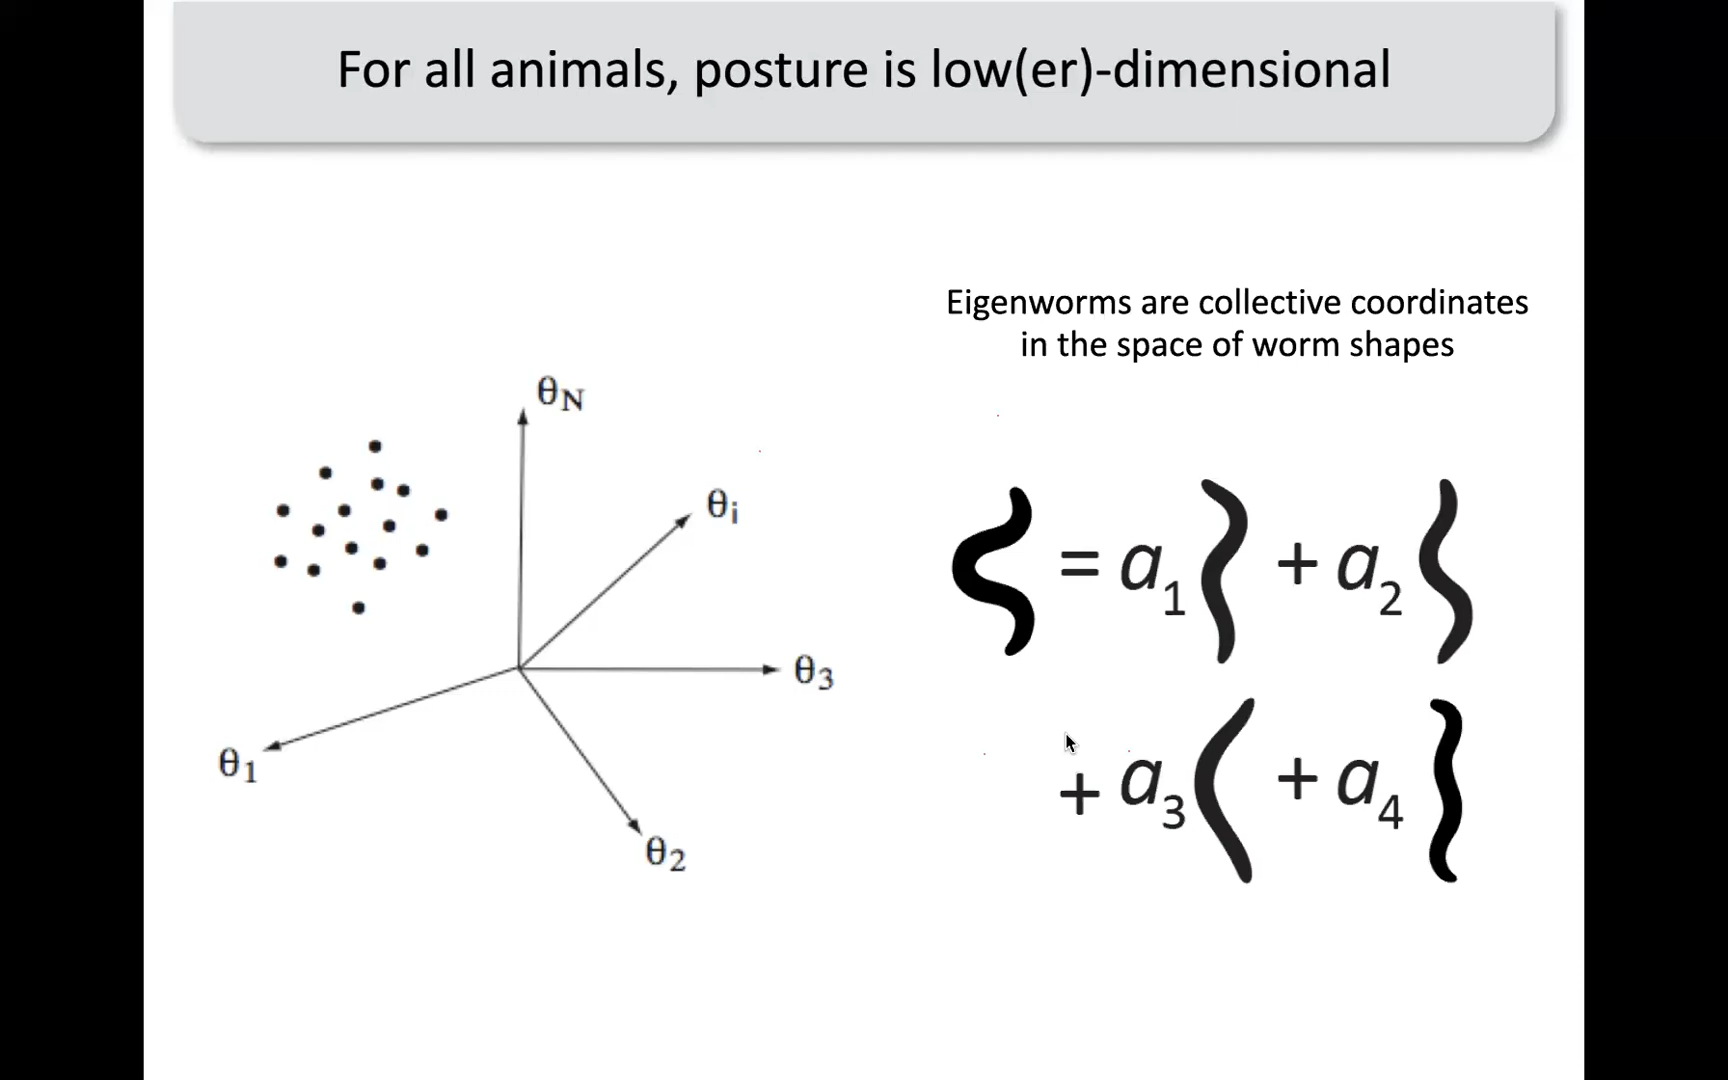 For all animals, posture is low(er)-dimensional
Eigenworms are collective coordinates
in the space of worm shapes
θN
θi
θ3
θ1
θ2
= a1 + a2
+ a3 + a4